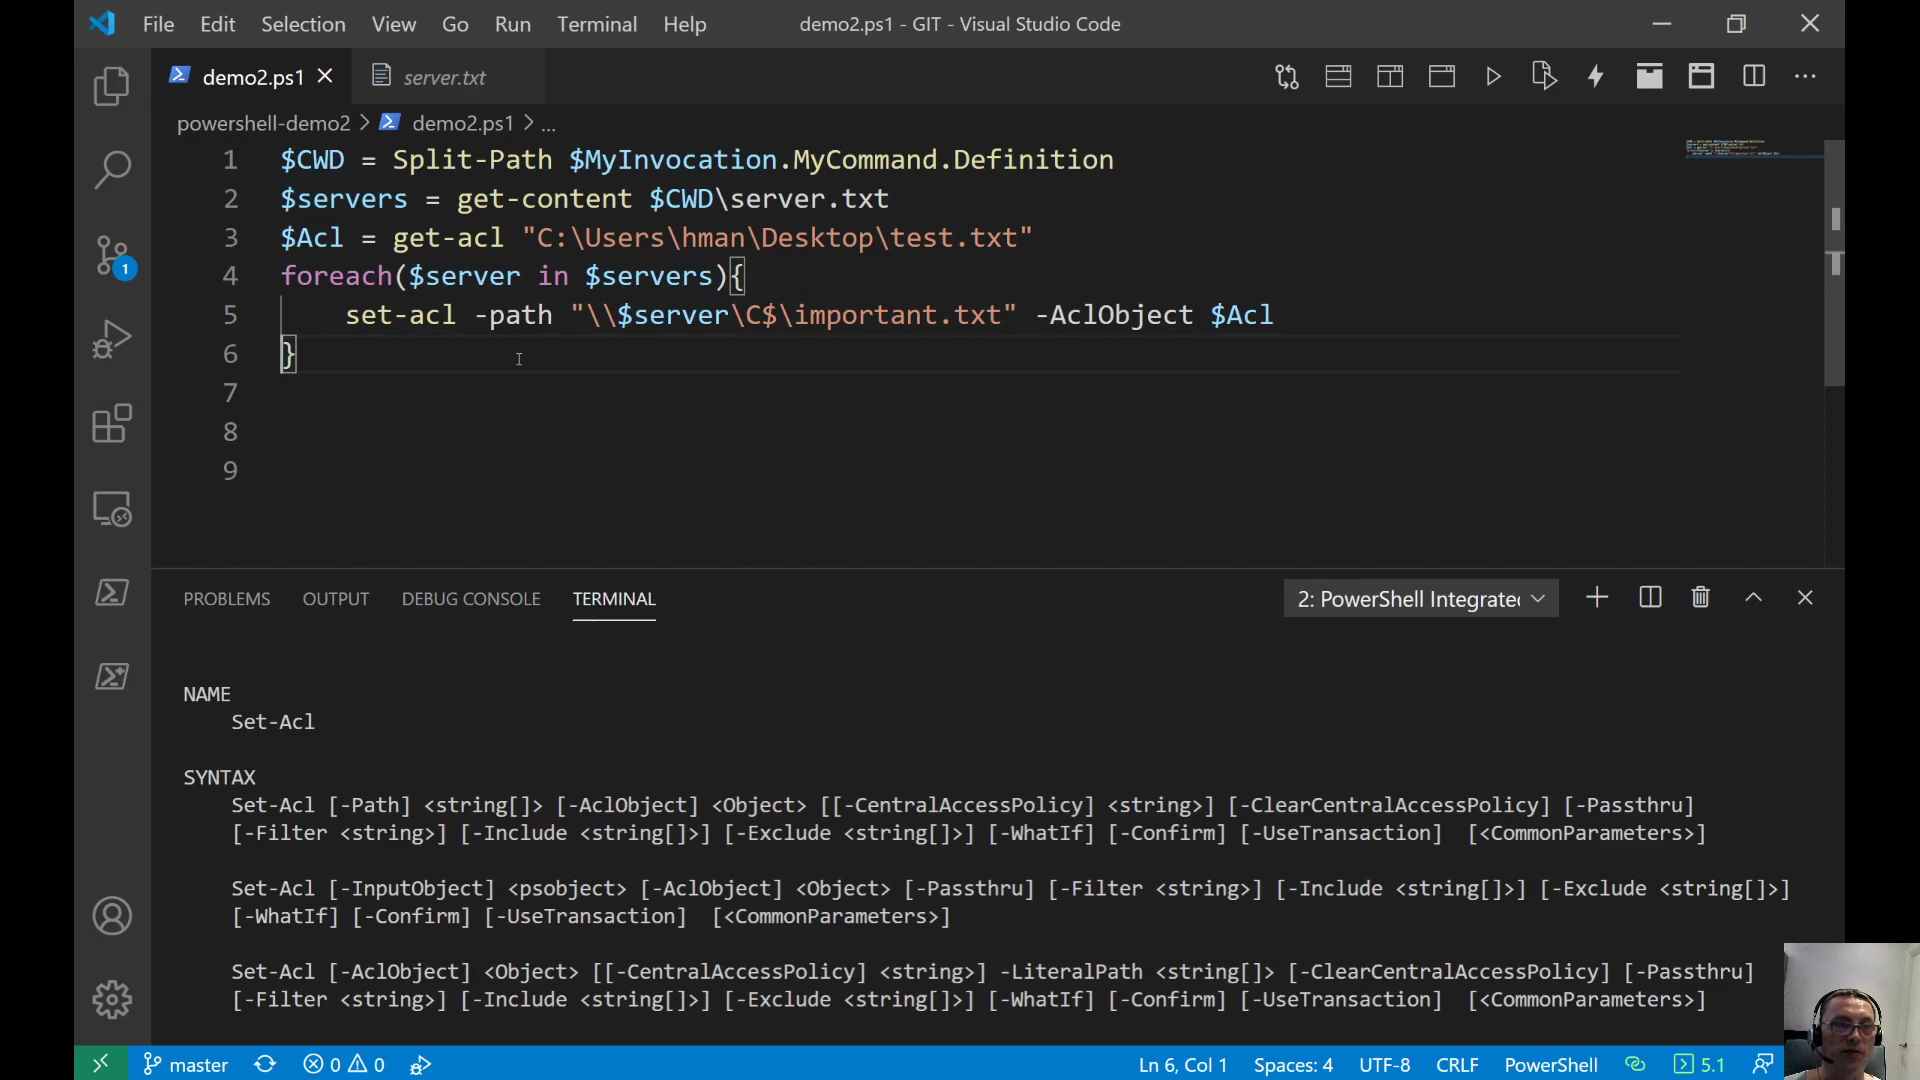 File Edit Selection View Go Run Terminal Help demo2.ps1 - GIT - Visual Studio Code
demo2.ps1 server.txt
powershell-demo2 > demo2.ps1 > ...
1 $CWD = Split-Path $MyInvocation.MyCommand.Definition
2 $servers = get-content $CWD\server.txt
3 $Acl = get-acl "C:\Users\hman\Desktop\test.txt"
4 foreach($server in $servers){
5 set-acl -path "\\$server\C$\important.txt" -AclObject $Acl
6 }
7
8
9
1
PROBLEMS OUTPUT DEBUG CONSOLE TERMINAL 2: PowerShell Integrated
NAME
Set-Acl
SYNTAX
Set-Acl [-Path] <string[]> [-AclObject] <Object> [[-CentralAccessPolicy] <string>] [-ClearCentralAccessPolicy] [-Passthru]
[-Filter <string>] [-Include <string[]>] [-Exclude <string[]>] [-WhatIf] [-Confirm] [-UseTransaction] [<CommonParameters>]
Set-Acl [-InputObject] <psobject> [-AclObject] <Object> [-Passthru] [-Filter <string>] [-Include <string[]>] [-Exclude <string[]>]
[-WhatIf] [-Confirm] [-UseTransaction] [<CommonParameters>]
Set-Acl [-AclObject] <Object> [[-CentralAccessPolicy] <string>] -LiteralPath <string[]> [-ClearCentralAccessPolicy] [-Passthru]
[-Filter <string>] [-Include <string[]>] [-Exclude <string[]>] [-WhatIf] [-Confirm] [-UseTransaction] [<CommonParameters>]
master 0 0 Ln 6, Col 1 Spaces: 4 UTF-8 CRLF PowerShell 5.1